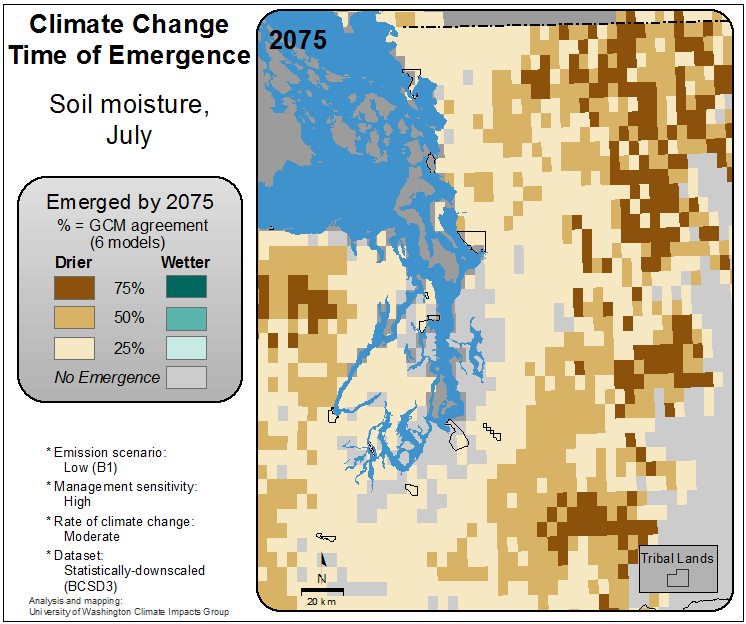 Climate Change
Time of Emergence
Soil moisture,
July
Emerged by 2075
% = GCM agreement
(6 models)
Drier Wetter
75%
50%
25%
No Emergence
* Emission scenario:
Low (B1)
* Management sensitivity:
High
* Rate of climate change:
Moderate
* Dataset:
Statistically-downscaled
(BCSD3)
Analysis and mapping:
University of Washington Climate Impacts Group
2075
N
20 km
Tribal Lands